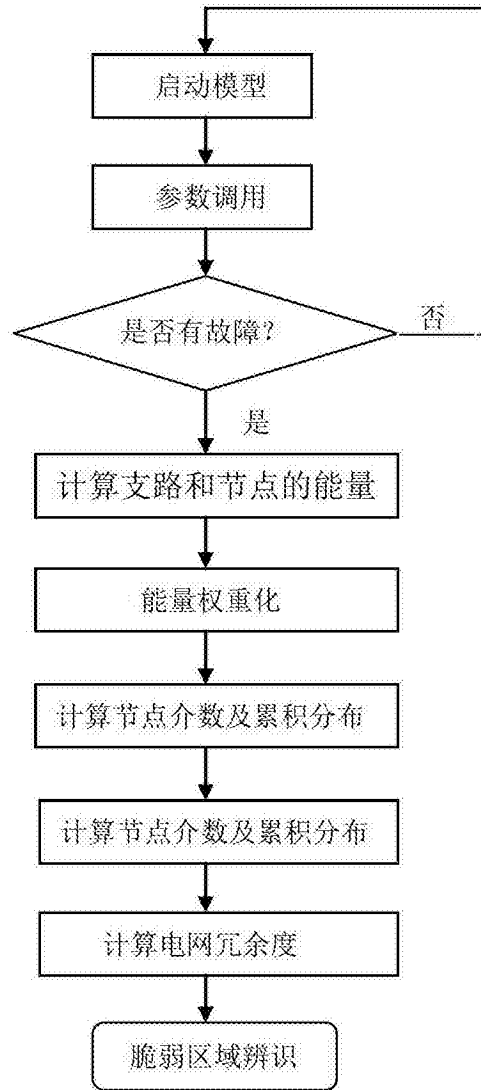 启动模型
参数调用
是否有故障?
否
是
计算支路和节点的能量
能量权重化
计算节点介数及累积分布
计算节点介数及累积分布
计算电网冗余度
脆弱区域辨识